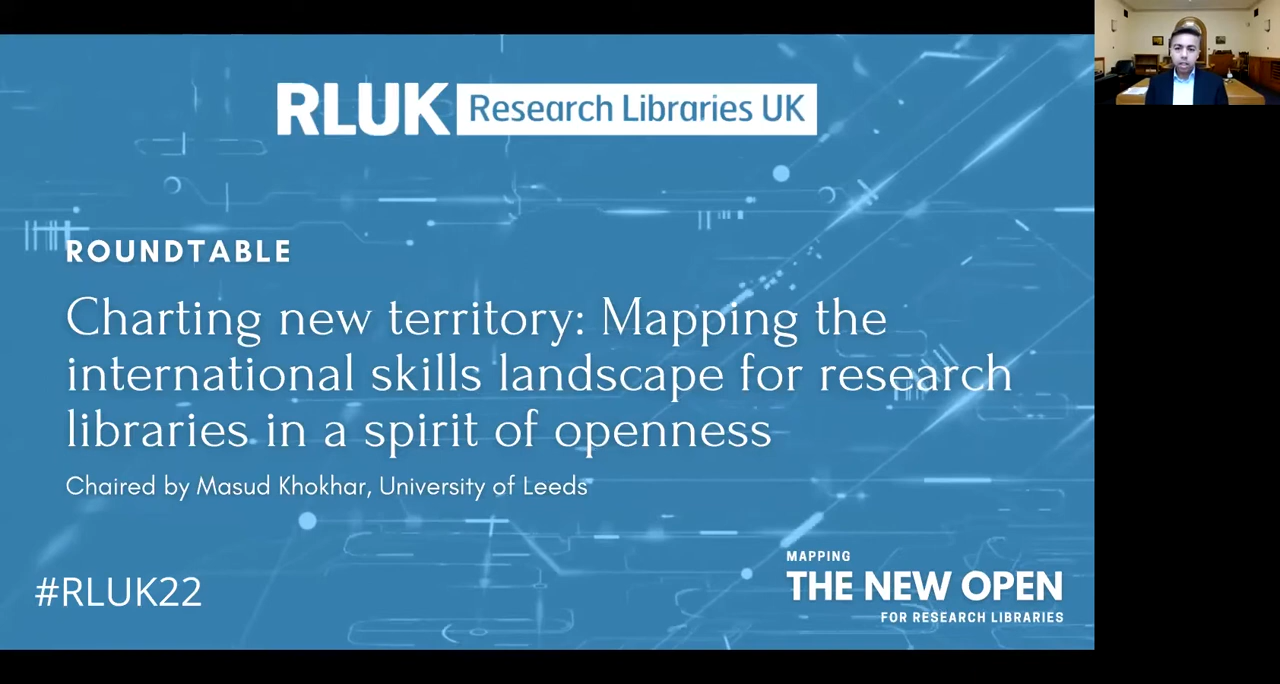 RLUK Research Libraries UK
ROUNDTABLE
Charting new territory: Mapping the
international skills landscape for research
libraries in a spirit of openness
Chaired by Masud Khokhar, University of Leeds
#RLUK22
MAPPING
THE NEW OPEN
FOR RESEARCH LIBRARIES